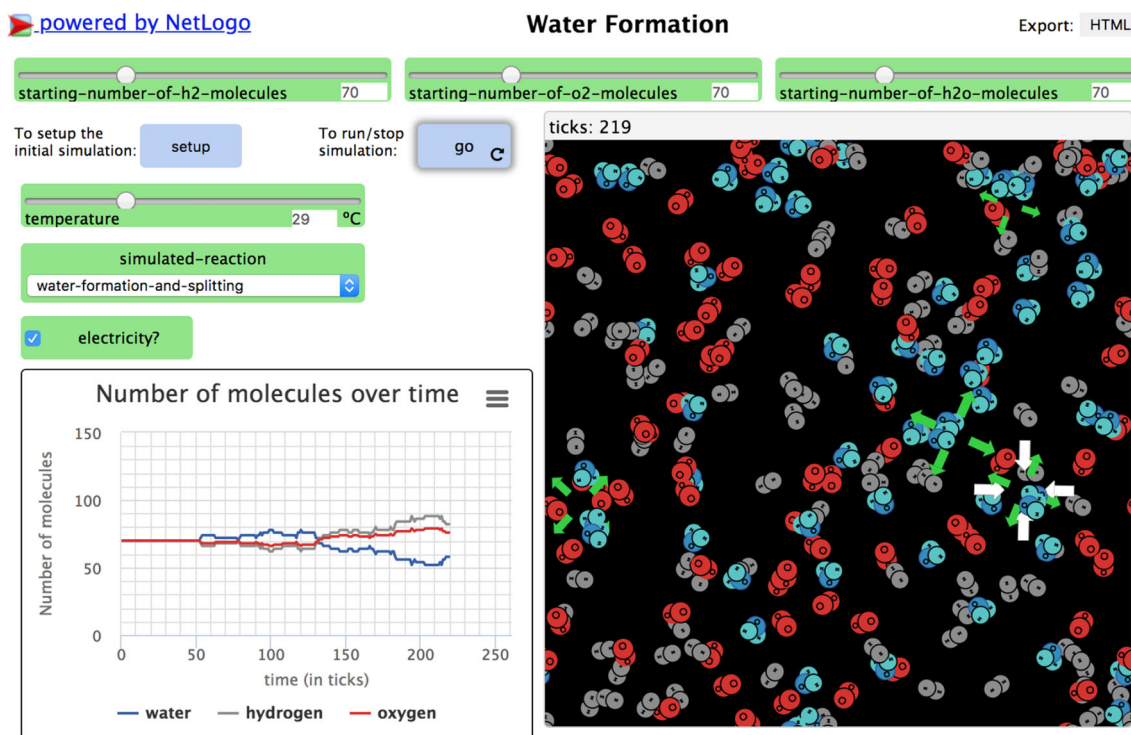 powered by NetLogo
Water Formation
Export: HTML
starting-number-of-h2-molecules 70
starting-number-of-o2-molecules 70
starting-number-of-h2o-molecules 70
To setup the
initial simulation:
setup
To run/stop
simulation:
go
ticks: 219
temperature 29 ºC
simulated-reaction
water-formation-and-splitting
electricity?
Number of molecules over time
Number of molecules
150
100
50
0
0 50 100 150 200 250
time (in ticks)
water hydrogen oxygen